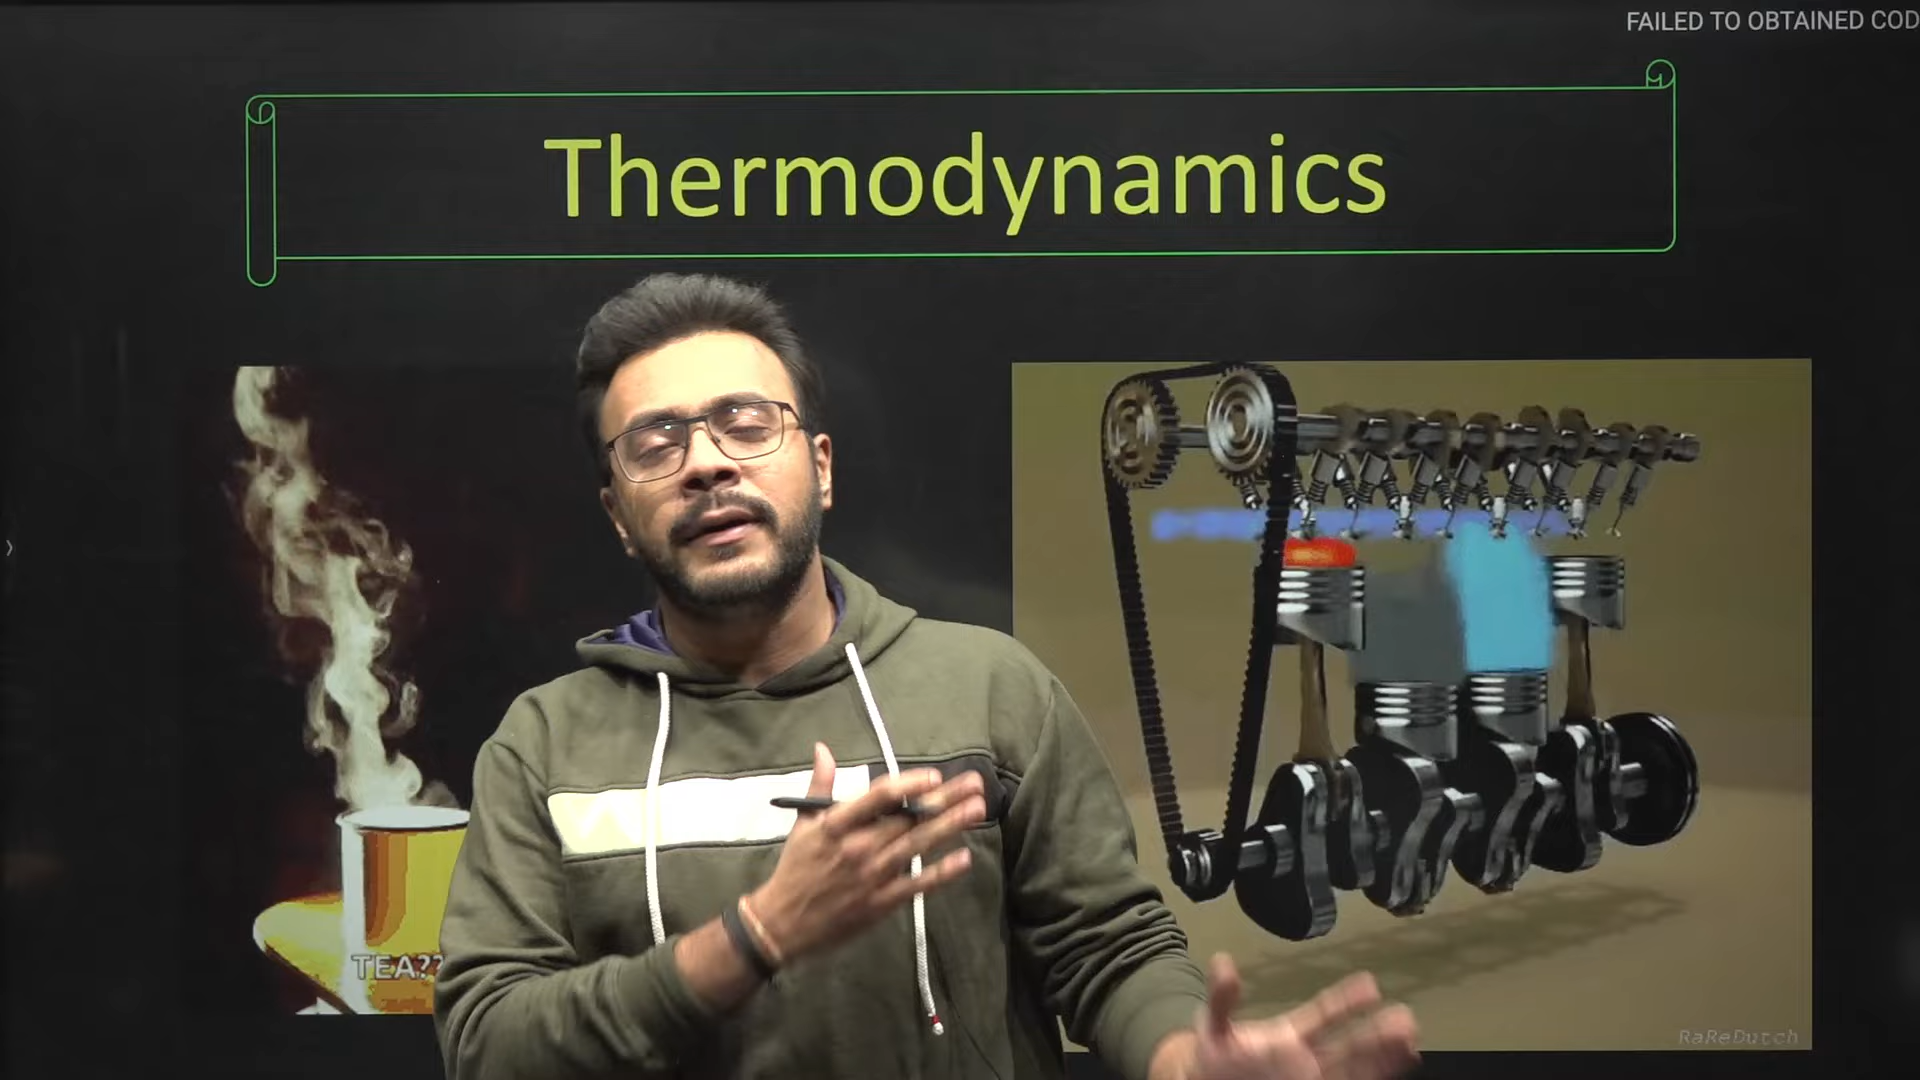 FAILED TO OBTAINED COD
Thermodynamics
TEA??
RaReDutch